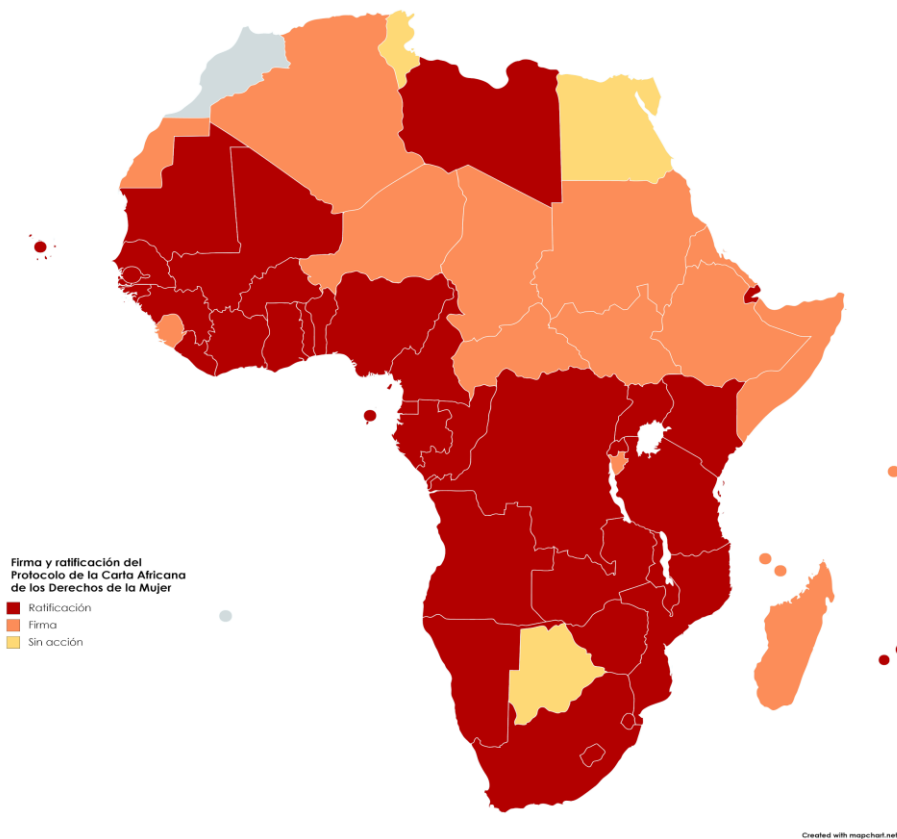 Firma y ratificación del
Protocolo de la Carta Africana
de los Derechos de la Mujer
Ratificación
Firma
Sin acción
Created with mapchart.net